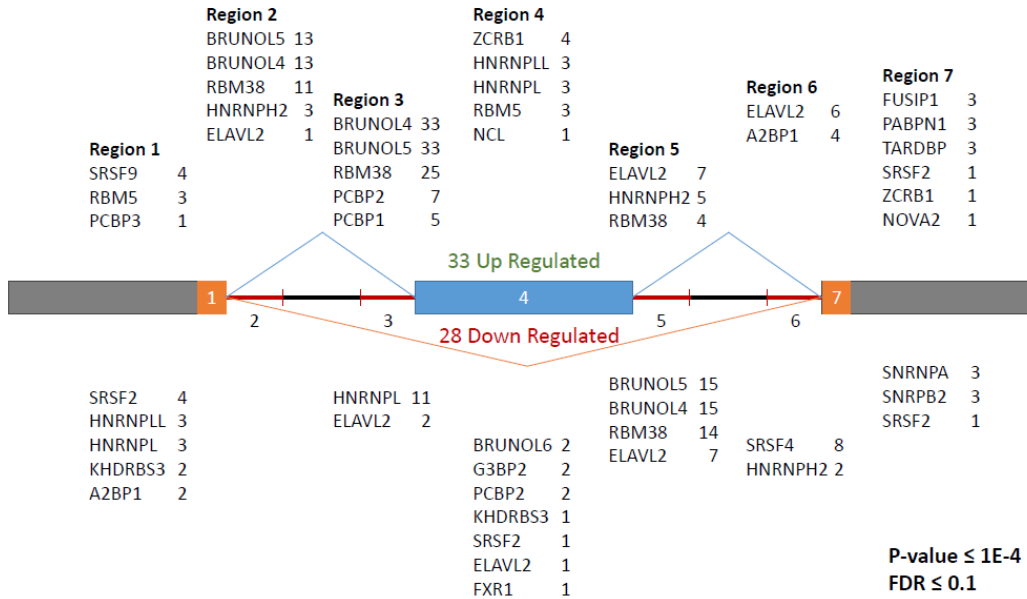 Region 1
SRSF9 4
RBM5 3
PCBP3 1
Region 2
BRUNOL5 13
BRUNOL4 13
RBM38 11
HNRNPH2 3
ELAVL2 1
Region 3
BRUNOL4 33
BRUNOL5 33
RBM38 25
PCBP2 7
PCBP1 5
Region 4
ZCRB1 4
HNRNPLL 3
HNRNPL 3
RBM5 3
NCL 1
Region 5
ELAVL2 7
HNRNPH2 5
RBM38 4
Region 6
ELAVL2 6
A2BP1 4
Region 7
FUSIP1 3
PABPN1 3
TARDBP 3
SRSF2 1
ZCRB1 1
NOVA2 1
33 Up Regulated
1
4
7
2
3
5
6
28 Down Regulated
SRSF2 4
HNRNPLL 3
HNRNPL 3
KHDRBS3 2
A2BP1 2
HNRNPL 11
ELAVL2 2
BRUNOL6 2
G3BP2 2
PCBP2 2
KHDRBS3 1
SRSF2 1
ELAVL2 1
FXR1 1
BRUNOL5 15
BRUNOL4 15
RBM38 14
ELAVL2 7
SRSF4 8
HNRNPH2 2
SNRNPA 3
SNRPB2 3
SRSF2 1
P-value ≤ 1E-4
FDR ≤ 0.1